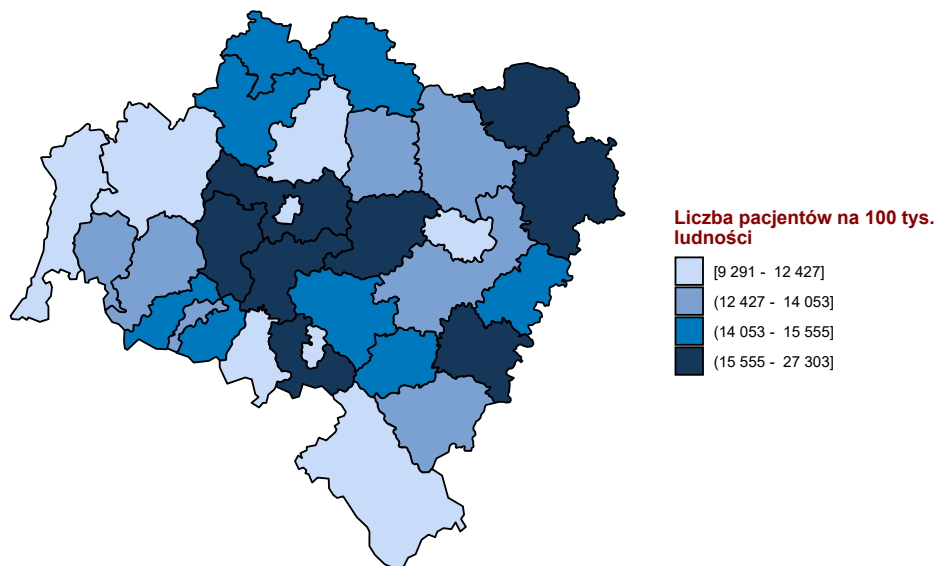 Liczba pacjentów na 100 tys.
ludności
[9 291 - 12 427]
(12 427 - 14 053]
(14 053 - 15 555]
(15 555 - 27 303]